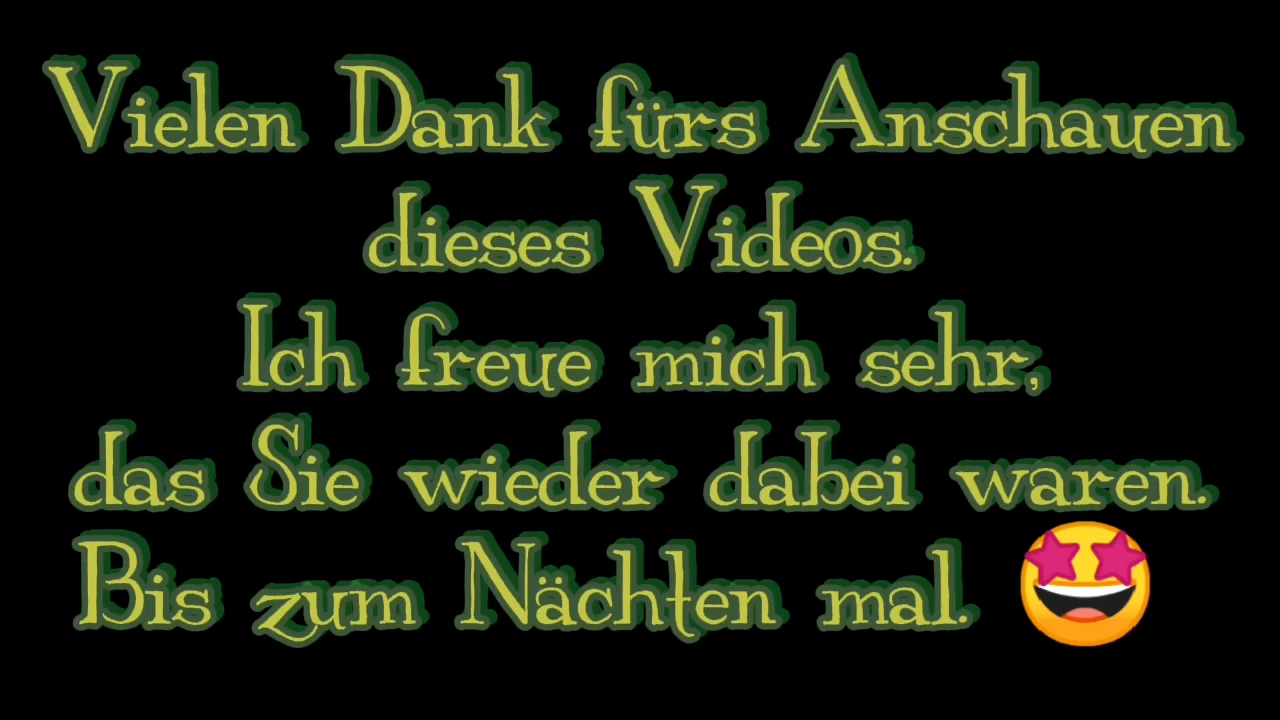 Vielen Dank fürs Anschauen
dieses Videos.
Ich freue mich sehr,
das Sie wieder dabei waren.
Bis zum Nächten mal. 🤩